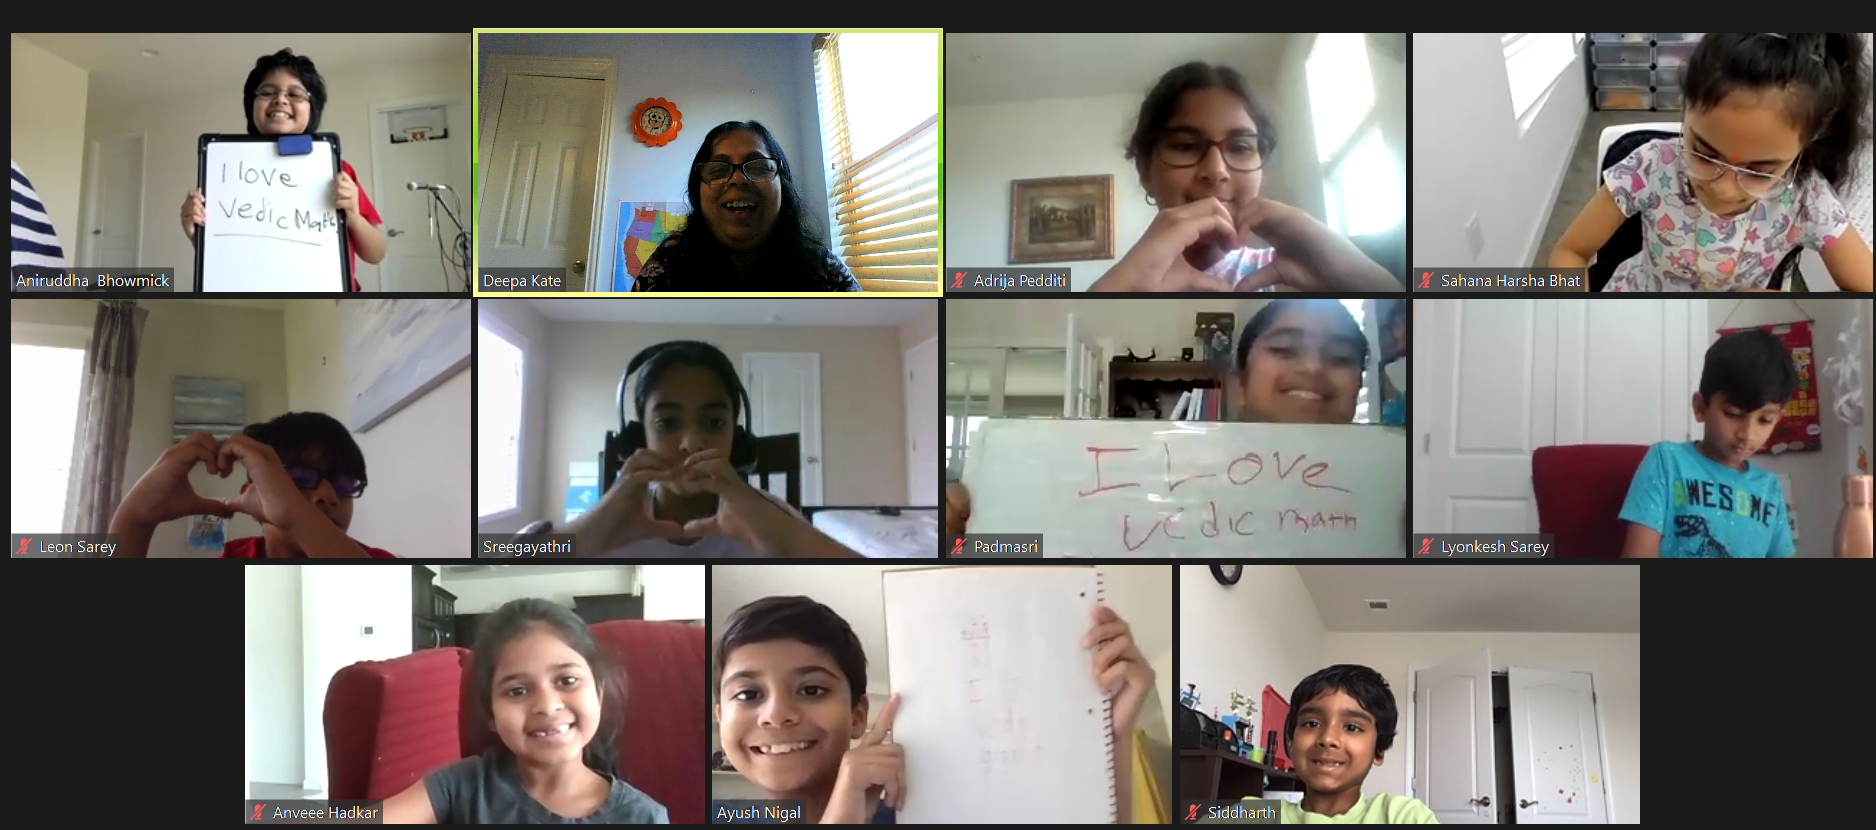 I love
Vedic Math
Aniruddha Bhowmick
Deepa Kate
Adrija Pedditi
Sahana Harsha Bhat
Leon Sarey
Sreegayathri
I Love
vedic math
Padmasri
AWESOME
Lyonkesh Sarey
Anveee Hadkar
Ayush Nigal
Siddharth